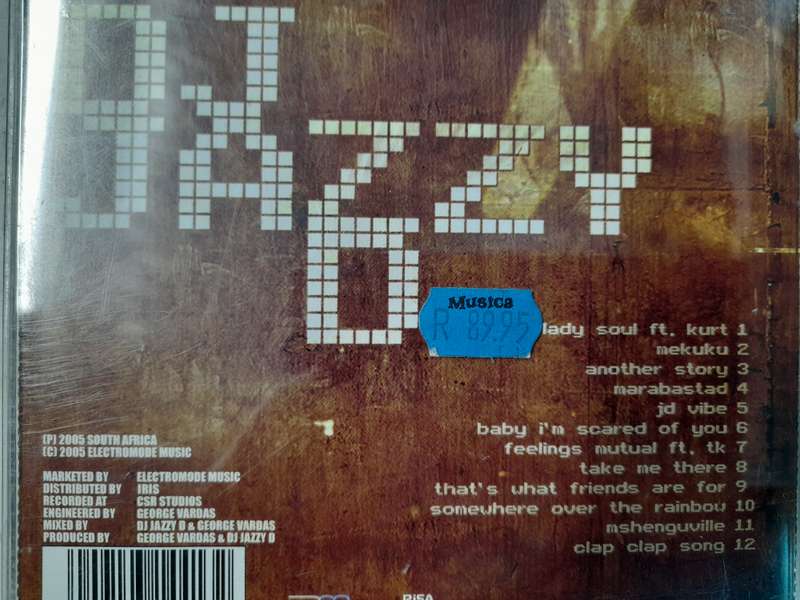 DJ
JAZZY
D
Musica
R 89.95
lady soul ft. kurt 1
mekuku 2
another story 3
marabastad 4
jd vibe 5
baby i'm scared of you 6
feelings mutual ft. tk 7
take me there 8
that's what friends are for 9
somewhere over the rainbow 10
mshenguville 11
clap clap song 12
(P) 2005 SOUTH AFRICA
(C) 2005 ELECTROMODE MUSIC
MARKETED BY ELECTROMODE MUSIC
DISTRIBUTED BY IRIS
RECORDED AT CSR STUDIOS
ENGINEERED BY GEORGE VARDAS
MIXED BY DJ JAZZY D & GEORGE VARDAS
PRODUCED BY GEORGE VARDAS & DJ JAZZY D
RiSA